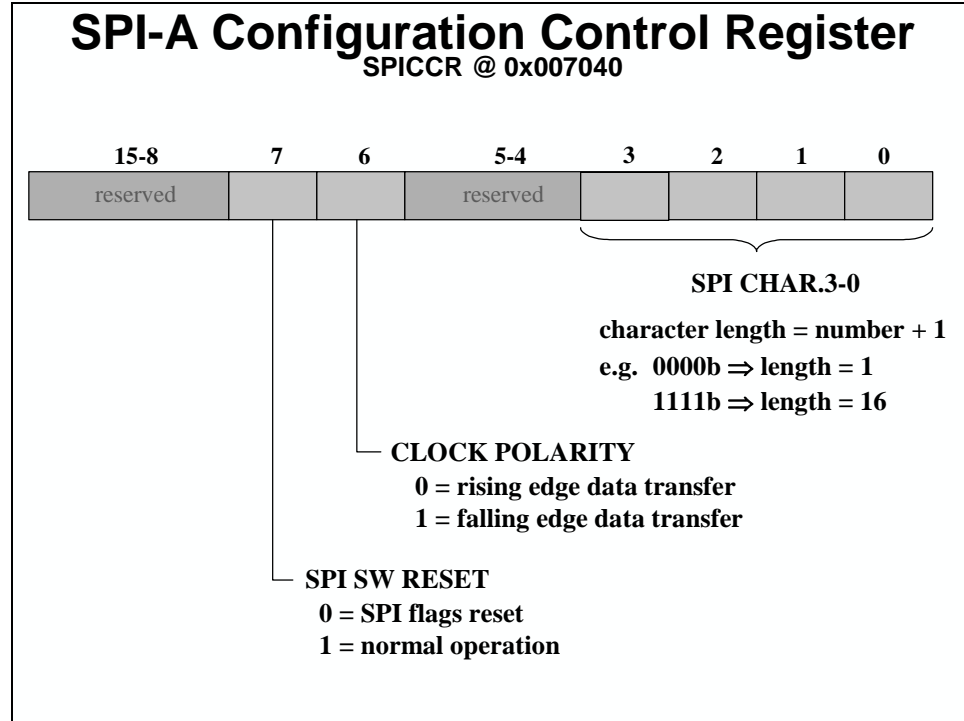 SPI-A Configuration Control Register
SPICCR @ 0x007040
15-8 7 6 5-4 3 2 1 0
reserved reserved
SPI CHAR.3-0
character length = number + 1
e.g. 0000b ⇒ length = 1
1111b ⇒ length = 16
CLOCK POLARITY
0 = rising edge data transfer
1 = falling edge data transfer
SPI SW RESET
0 = SPI flags reset
1 = normal operation